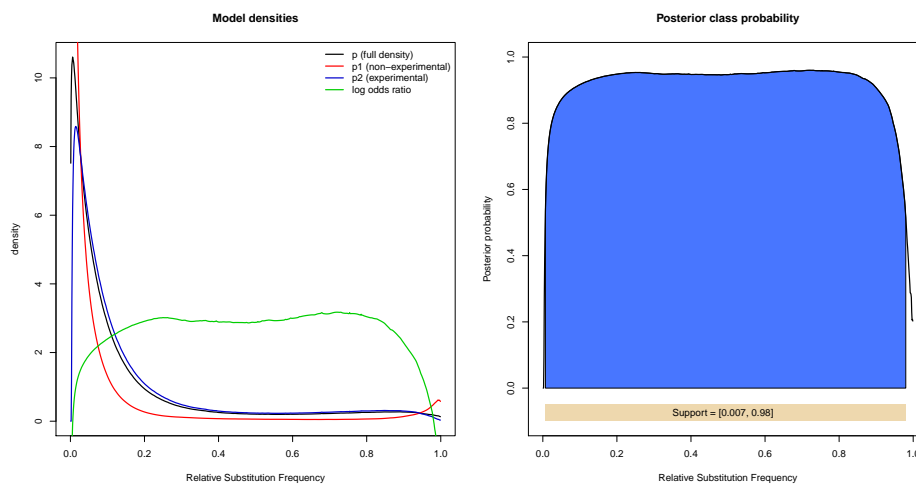 Model densities
p (full density)
p1 (non−experimental)
p2 (experimental)
log odds ratio
density
10
8
6
4
2
0
0.0 0.2 0.4 0.6 0.8 1.0
Relative Substitution Frequency
Posterior class probability
Posterior probability
1.0
0.8
0.6
0.4
0.2
0.0
Support = [0.007, 0.98]
0.0 0.2 0.4 0.6 0.8 1.0
Relative Substitution Frequency